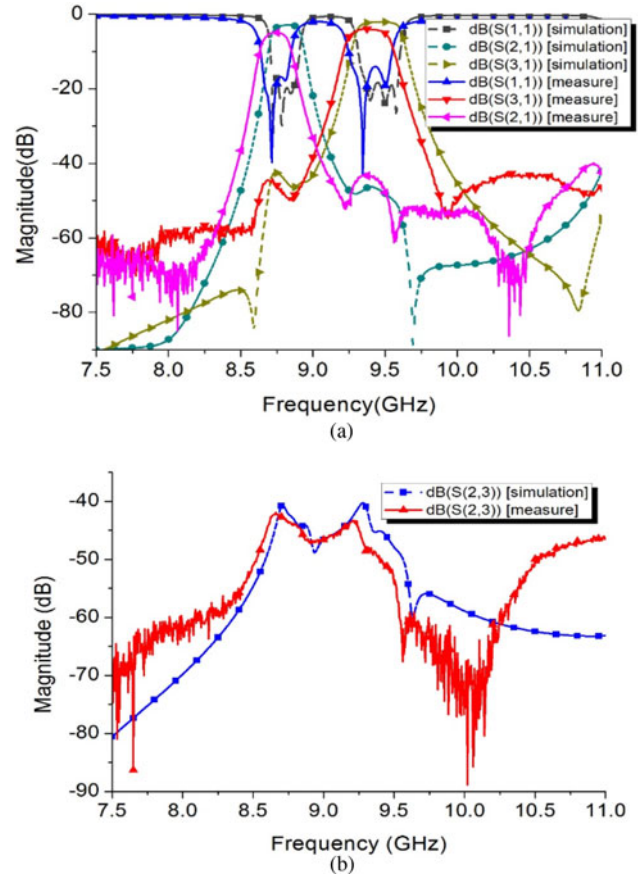 0
-20
-40
-60
-80
Magnitude(dB)
dB(S(1,1)) [simulation]
dB(S(2,1)) [simulation]
dB(S(3,1)) [simulation]
dB(S(1,1)) [measure]
dB(S(3,1)) [measure]
dB(S(2,1)) [measure]
7.5 8.0 8.5 9.0 9.5 10.0 10.5 11.0
Frequency(GHz)
(a)
-40
-50
-60
-70
-80
-90
Magnitude (dB)
dB(S(2,3)) [simulation]
dB(S(2,3)) [measure]
7.5 8.0 8.5 9.0 9.5 10.0 10.5 11.0
Frequency (GHz)
(b)